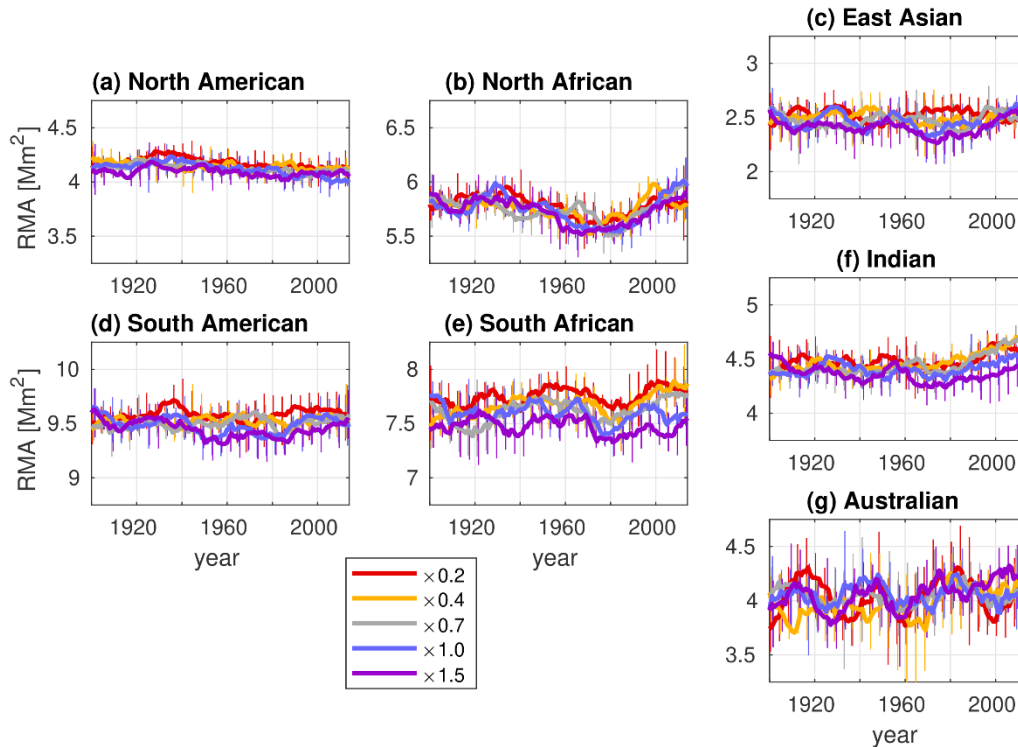 (c) East Asian
3
2.5
2
1920 1960 2000
(a) North American
RMA [Mm²]
4.5
4
3.5
1920 1960 2000
(b) North African
6.5
6
5.5
1920 1960 2000
(f) Indian
5
4.5
4
1920 1960 2000
(d) South American
RMA [Mm²]
10
9.5
9
1920 1960 2000
year
(e) South African
8
7.5
7
1920 1960 2000
year
(g) Australian
4.5
4
3.5
1920 1960 2000
year
×0.2
×0.4
×0.7
×1.0
×1.5